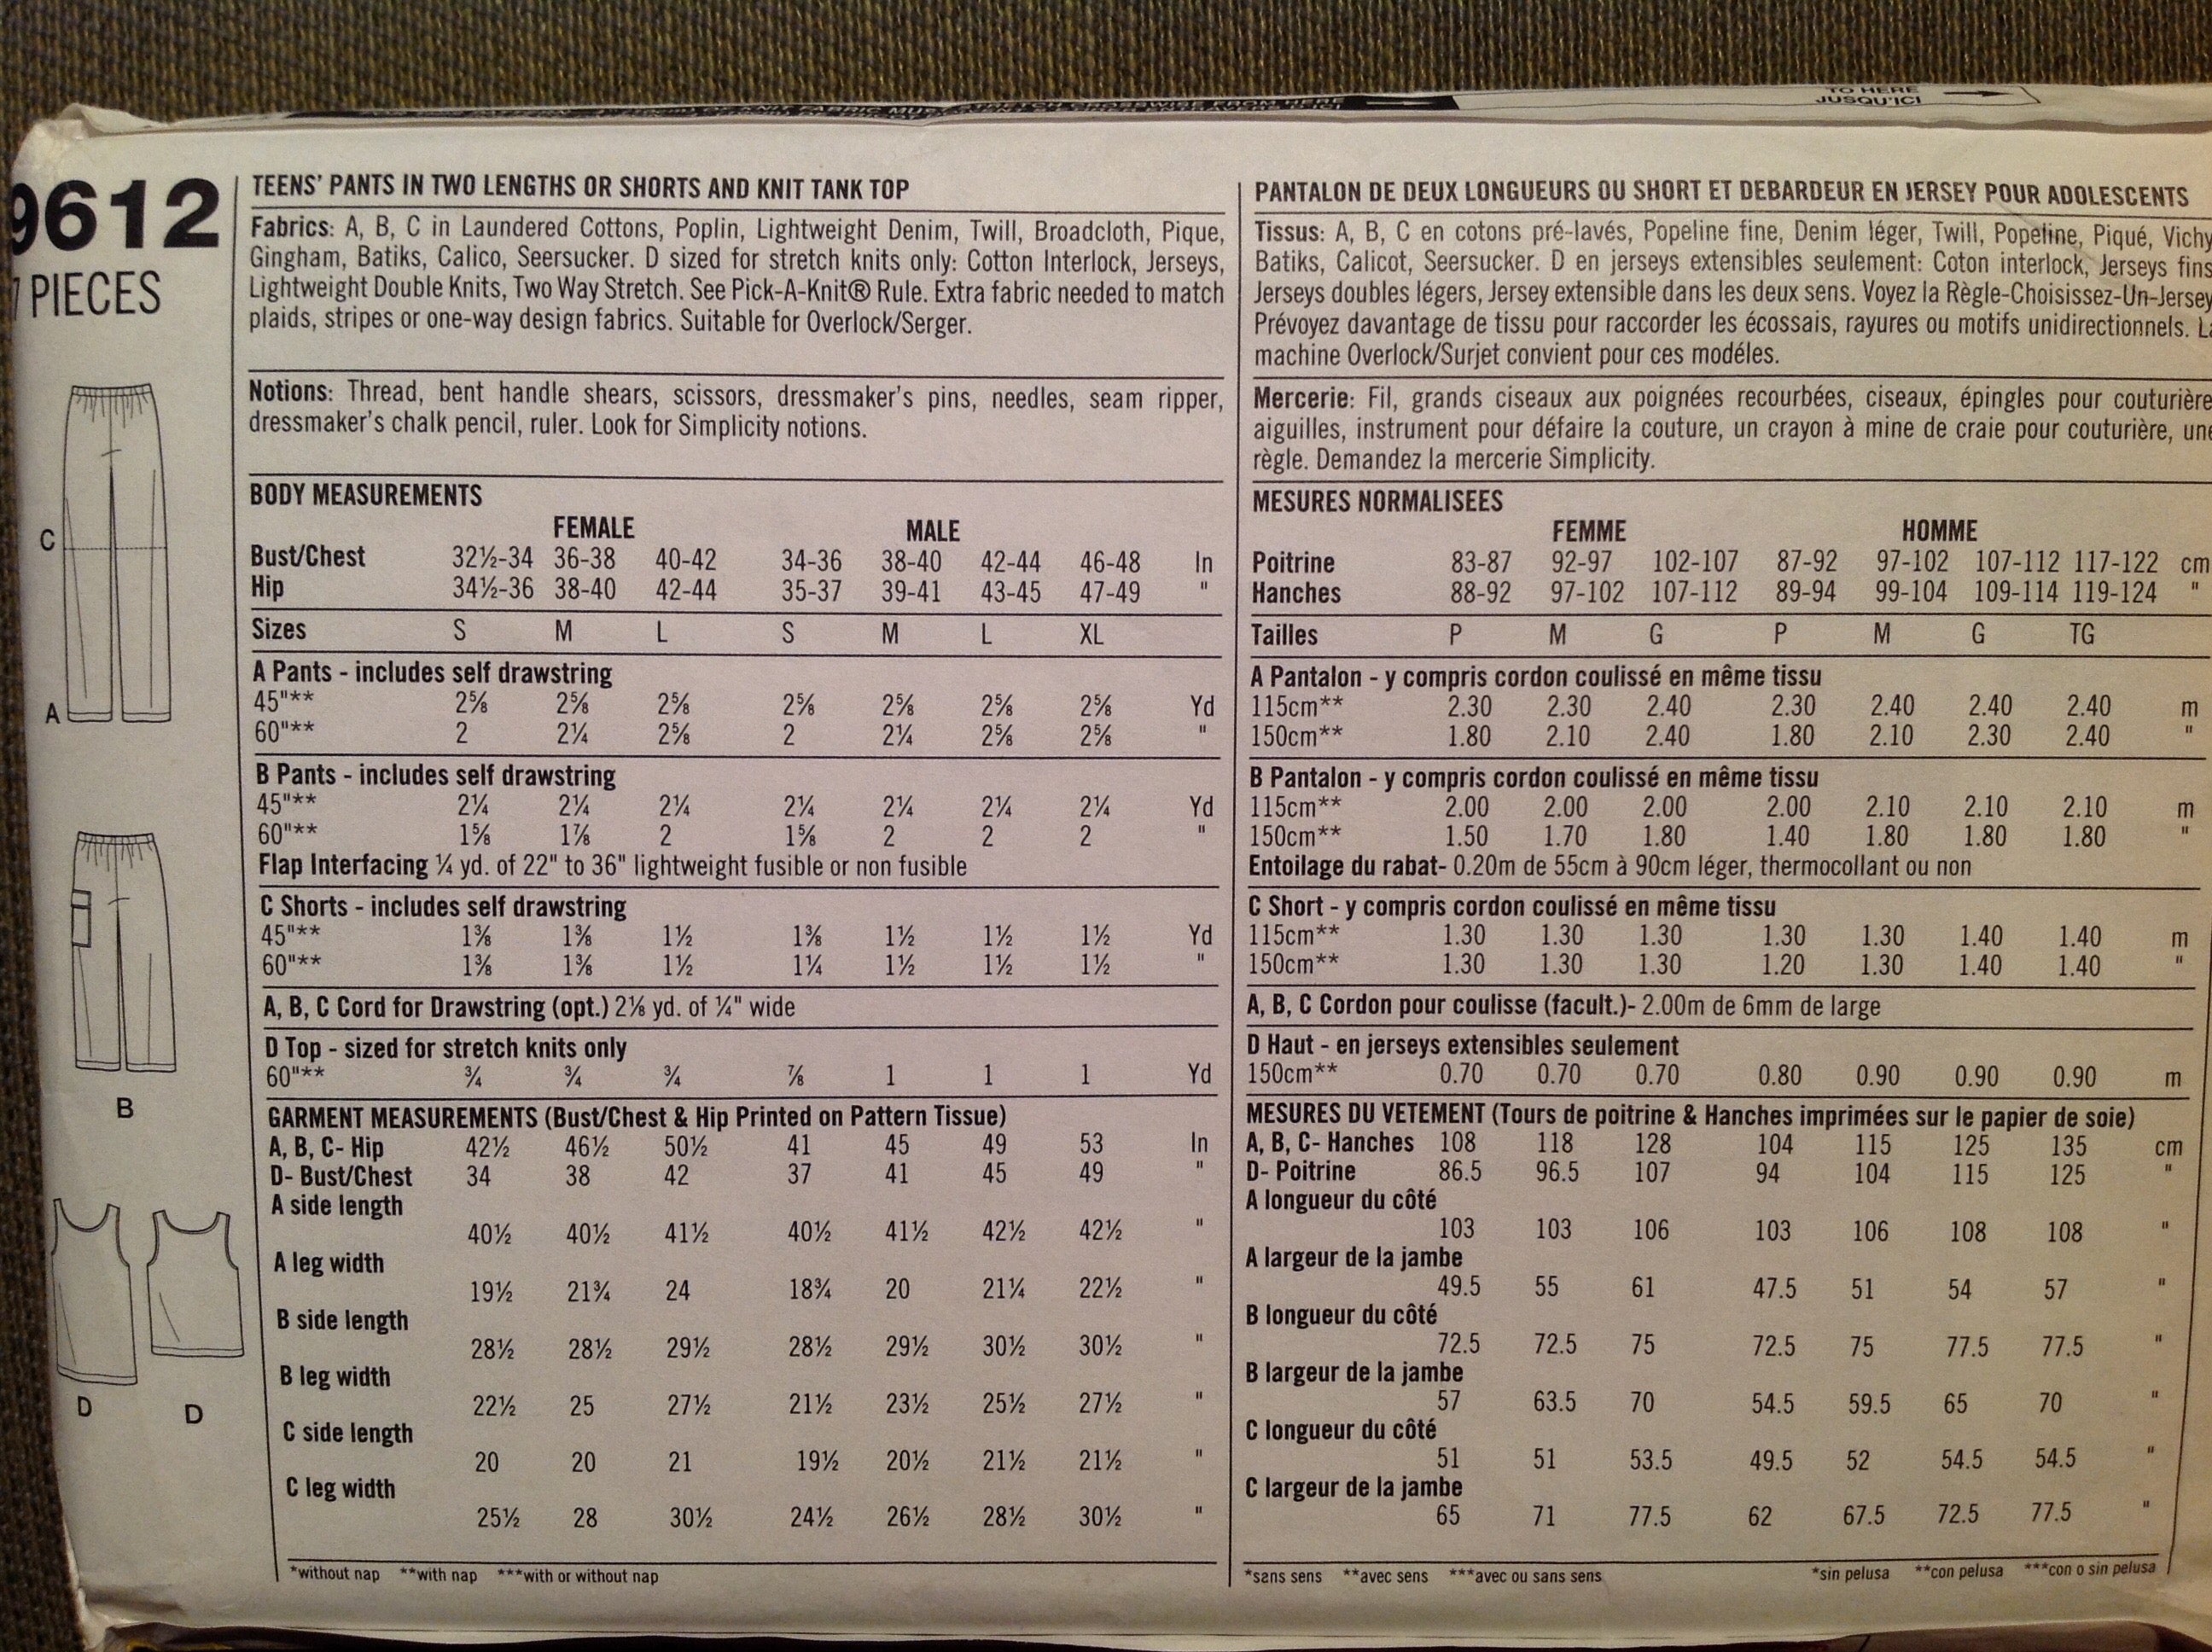 TO HERE
JUSQU'ICI
9612
7 PIECES
C
A
B
D
D
TEENS' PANTS IN TWO LENGTHS OR SHORTS AND KNIT TANK TOP
Fabrics: A, B, C in Laundered Cottons, Poplin, Lightweight Denim, Twill, Broadcloth, Pique,
Gingham, Batiks, Calico, Seersucker. D sized for stretch knits only: Cotton Interlock, Jerseys,
Lightweight Double Knits, Two Way Stretch. See Pick-A-Knit® Rule. Extra fabric needed to match
plaids, stripes or one-way design fabrics. Suitable for Overlock/Serger.
Notions: Thread, bent handle shears, scissors, dressmaker's pins, needles, seam ripper,
dressmaker's chalk pencil, ruler. Look for Simplicity notions.
BODY MEASUREMENTS
FEMALE MALE
Bust/Chest 32½-34 36-38 40-42 34-36 38-40 42-44 46-48 In
Hip 34½-36 38-40 42-44 35-37 39-41 43-45 47-49 "
Sizes S M L S M L XL
A Pants - includes self drawstring
45"** 2⅝ 2⅝ 2⅝ 2⅝ 2⅝ 2⅝ 2⅝ Yd
60"** 2 2¼ 2⅝ 2 2¼ 2⅝ 2⅝ "
B Pants - includes self drawstring
45"** 2¼ 2¼ 2¼ 2¼ 2¼ 2¼ 2¼ Yd
60"** 1⅝ 1⅞ 2 1⅝ 2 2 2 "
Flap Interfacing ¼ yd. of 22" to 36" lightweight fusible or non fusible
C Shorts - includes self drawstring
45"** 1⅜ 1⅜ 1½ 1⅜ 1½ 1½ 1½ Yd
60"** 1⅜ 1⅜ 1½ 1¼ 1½ 1½ 1½ "
A, B, C Cord for Drawstring (opt.) 2⅛ yd. of ¼" wide
D Top - sized for stretch knits only
60"** ¾ ¾ ¾ ⅞ 1 1 1 Yd
GARMENT MEASUREMENTS (Bust/Chest & Hip Printed on Pattern Tissue)
A, B, C- Hip 42½ 46½ 50½ 41 45 49 53 In
D- Bust/Chest 34 38 42 37 41 45 49 "
A side length
40½ 40½ 41½ 40½ 41½ 42½ 42½ "
A leg width
19½ 21¾ 24 18¾ 20 21¼ 22½ "
B side length
28½ 28½ 29½ 28½ 29½ 30½ 30½ "
B leg width
22½ 25 27½ 21½ 23½ 25½ 27½ "
C side length
20 20 21 19½ 20½ 21½ 21½ "
C leg width
25½ 28 30½ 24½ 26½ 28½ 30½ "
*without nap **with nap ***with or without nap
PANTALON DE DEUX LONGUEURS OU SHORT ET DEBARDEUR EN JERSEY POUR ADOLESCENTS
Tissus: A, B, C en cotons pré-lavés, Popeline fine, Denim léger, Twill, Popeline, Piqué, Vichy
Batiks, Calicot, Seersucker. D en jerseys extensibles seulement: Coton interlock, Jerseys fins
Jerseys doubles légers, Jersey extensible dans les deux sens. Voyez la Règle-Choisissez-Un-Jersey
Prévoyez davantage de tissu pour raccorder les écossais, rayures ou motifs unidirectionnels. La
machine Overlock/Surjet convient pour ces modéles.
Mercerie: Fil, grands ciseaux aux poignées recourbées, ciseaux, épingles pour couturière
aiguilles, instrument pour défaire la couture, un crayon à mine de craie pour couturière, une
règle. Demandez la mercerie Simplicity.
MESURES NORMALISEES
FEMME HOMME
Poitrine 83-87 92-97 102-107 87-92 97-102 107-112 117-122 cm
Hanches 88-92 97-102 107-112 89-94 99-104 109-114 119-124 "
Tailles P M G P M G TG
A Pantalon - y compris cordon coulissé en même tissu
115cm** 2.30 2.30 2.40 2.30 2.40 2.40 2.40 m
150cm** 1.80 2.10 2.40 1.80 2.10 2.30 2.40 "
B Pantalon - y compris cordon coulissé en même tissu
115cm** 2.00 2.00 2.00 2.00 2.10 2.10 2.10 m
150cm** 1.50 1.70 1.80 1.40 1.80 1.80 1.80 "
Entoilage du rabat- 0.20m de 55cm à 90cm léger, thermocollant ou non
C Short - y compris cordon coulissé en même tissu
115cm** 1.30 1.30 1.30 1.30 1.30 1.40 1.40 m
150cm** 1.30 1.30 1.30 1.20 1.30 1.40 1.40 "
A, B, C Cordon pour coulisse (facult.)- 2.00m de 6mm de large
D Haut - en jerseys extensibles seulement
150cm** 0.70 0.70 0.70 0.80 0.90 0.90 0.90 m
MESURES DU VETEMENT (Tours de poitrine & Hanches imprimées sur le papier de soie)
A, B, C- Hanches 108 118 128 104 115 125 135 cm
D- Poitrine 86.5 96.5 107 94 104 115 125 "
A longueur du côté
103 103 106 103 106 108 108 "
A largeur de la jambe
49.5 55 61 47.5 51 54 57 "
B longueur du côté
72.5 72.5 75 72.5 75 77.5 77.5 "
B largeur de la jambe
57 63.5 70 54.5 59.5 65 70 "
C longueur du côté
51 51 53.5 49.5 52 54.5 54.5 "
C largeur de la jambe
65 71 77.5 62 67.5 72.5 77.5 "
*sans sens **avec sens ***avec ou sans sens *sin pelusa **con pelusa ***con o sin pelusa